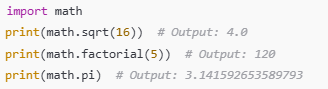 import math
print(math.sqrt(16))  # Output: 4.0
print(math.factorial(5))  # Output: 120
print(math.pi)  # Output: 3.141592653589793